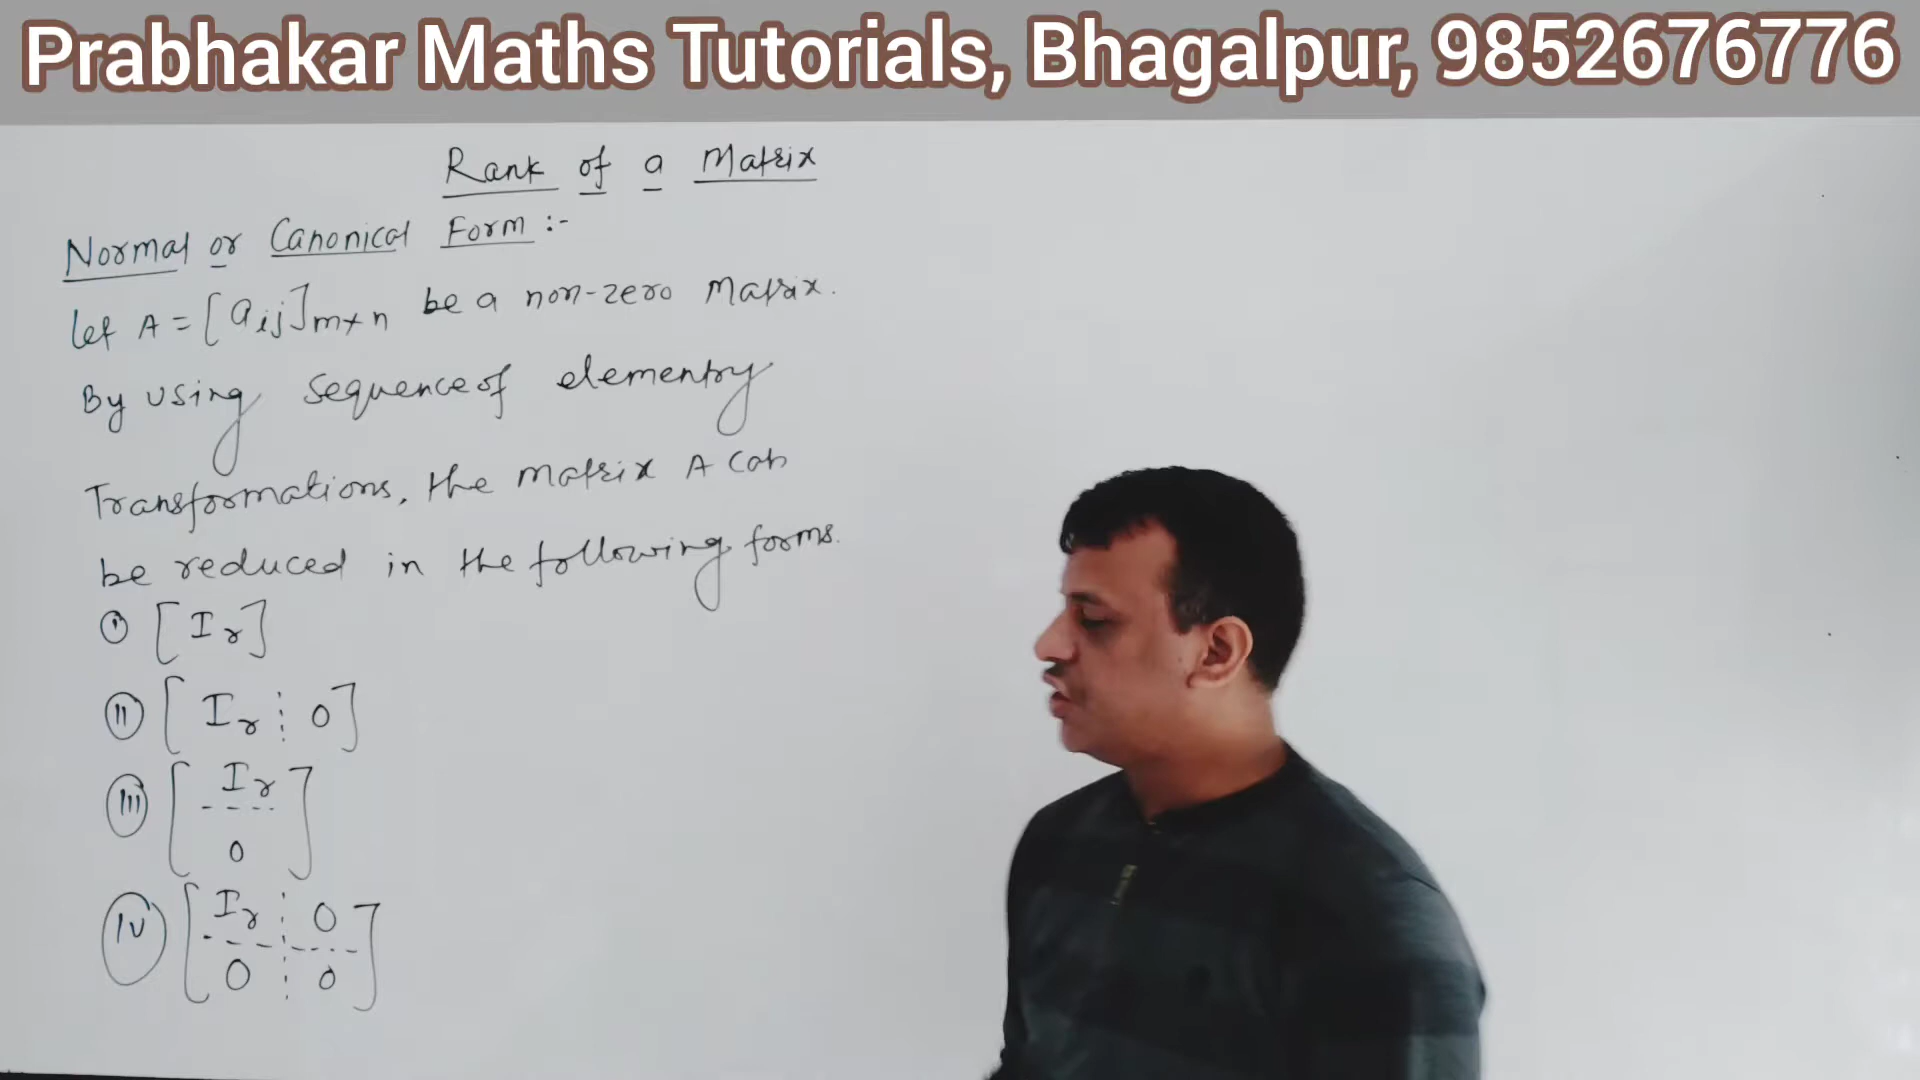 Prabhakar Maths Tutorials, Bhagalpur, 9852676776
Rank of a Matrix
Normal or Canonical Form :-
let A = [aij]m×n be a non-zero Matrix.
By using sequence of elementry
Transformations, the matrix A can
be reduced in the following forms.
(i) [Ir]
(ii) [Ir ⋮ 0]
(iii) [Ir
- - - -
0]
(iv) [Ir ⋮ 0
- - - - - - -
0 ⋮ 0]